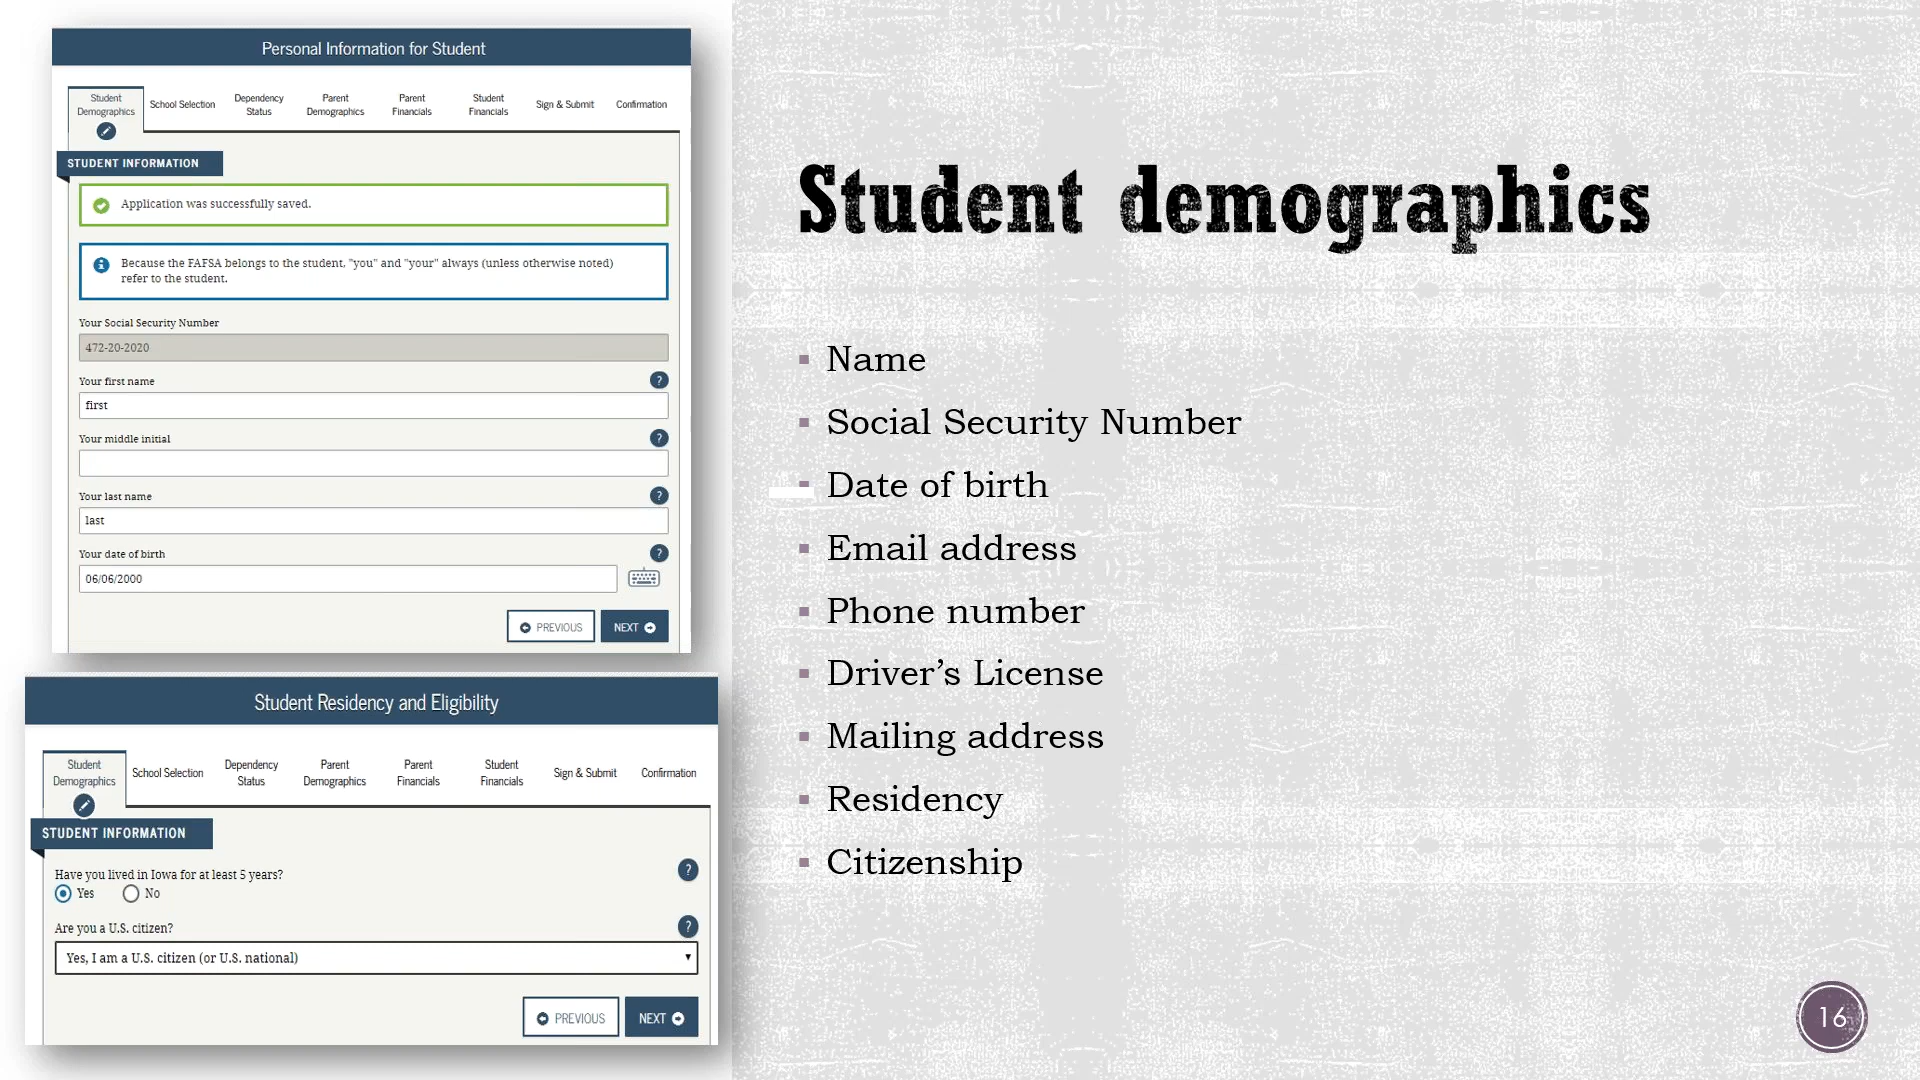 Personal Information for Student
Student Demographics
School Selection
Dependency Status
Parent Demographics
Parent Financials
Student Financials
Sign & Submit
Confirmation
STUDENT INFORMATION
Application was successfully saved.
Because the FAFSA belongs to the student, "you" and "your" always (unless otherwise noted)
refer to the student.
Your Social Security Number
472-20-2020
Your first name
?
first
Your middle initial
?
Your last name
?
last
Your date of birth
?
06/06/2000
PREVIOUS
NEXT
Student Residency and Eligibility
Student Demographics
School Selection
Dependency Status
Parent Demographics
Parent Financials
Student Financials
Sign & Submit
Confirmation
STUDENT INFORMATION
Have you lived in Iowa for at least 5 years?
?
Yes No
Are you a U.S. citizen?
?
Yes, I am a U.S. citizen (or U.S. national)
PREVIOUS
NEXT
Student demographics
Name
Social Security Number
Date of birth
Email address
Phone number
Driver’s License
Mailing address
Residency
Citizenship
16